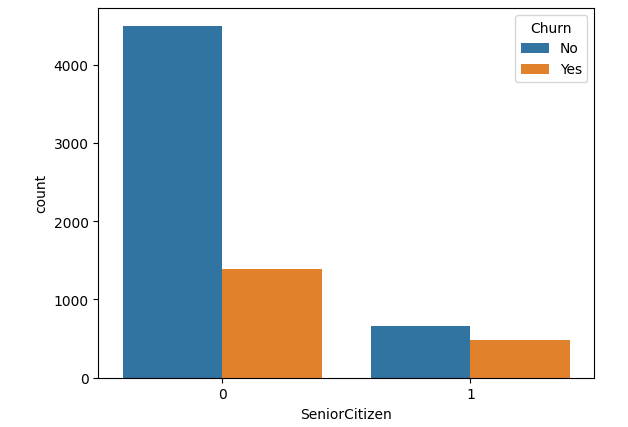 Churn
No
Yes
4000
3000
2000
1000
0
count
0 1
SeniorCitizen